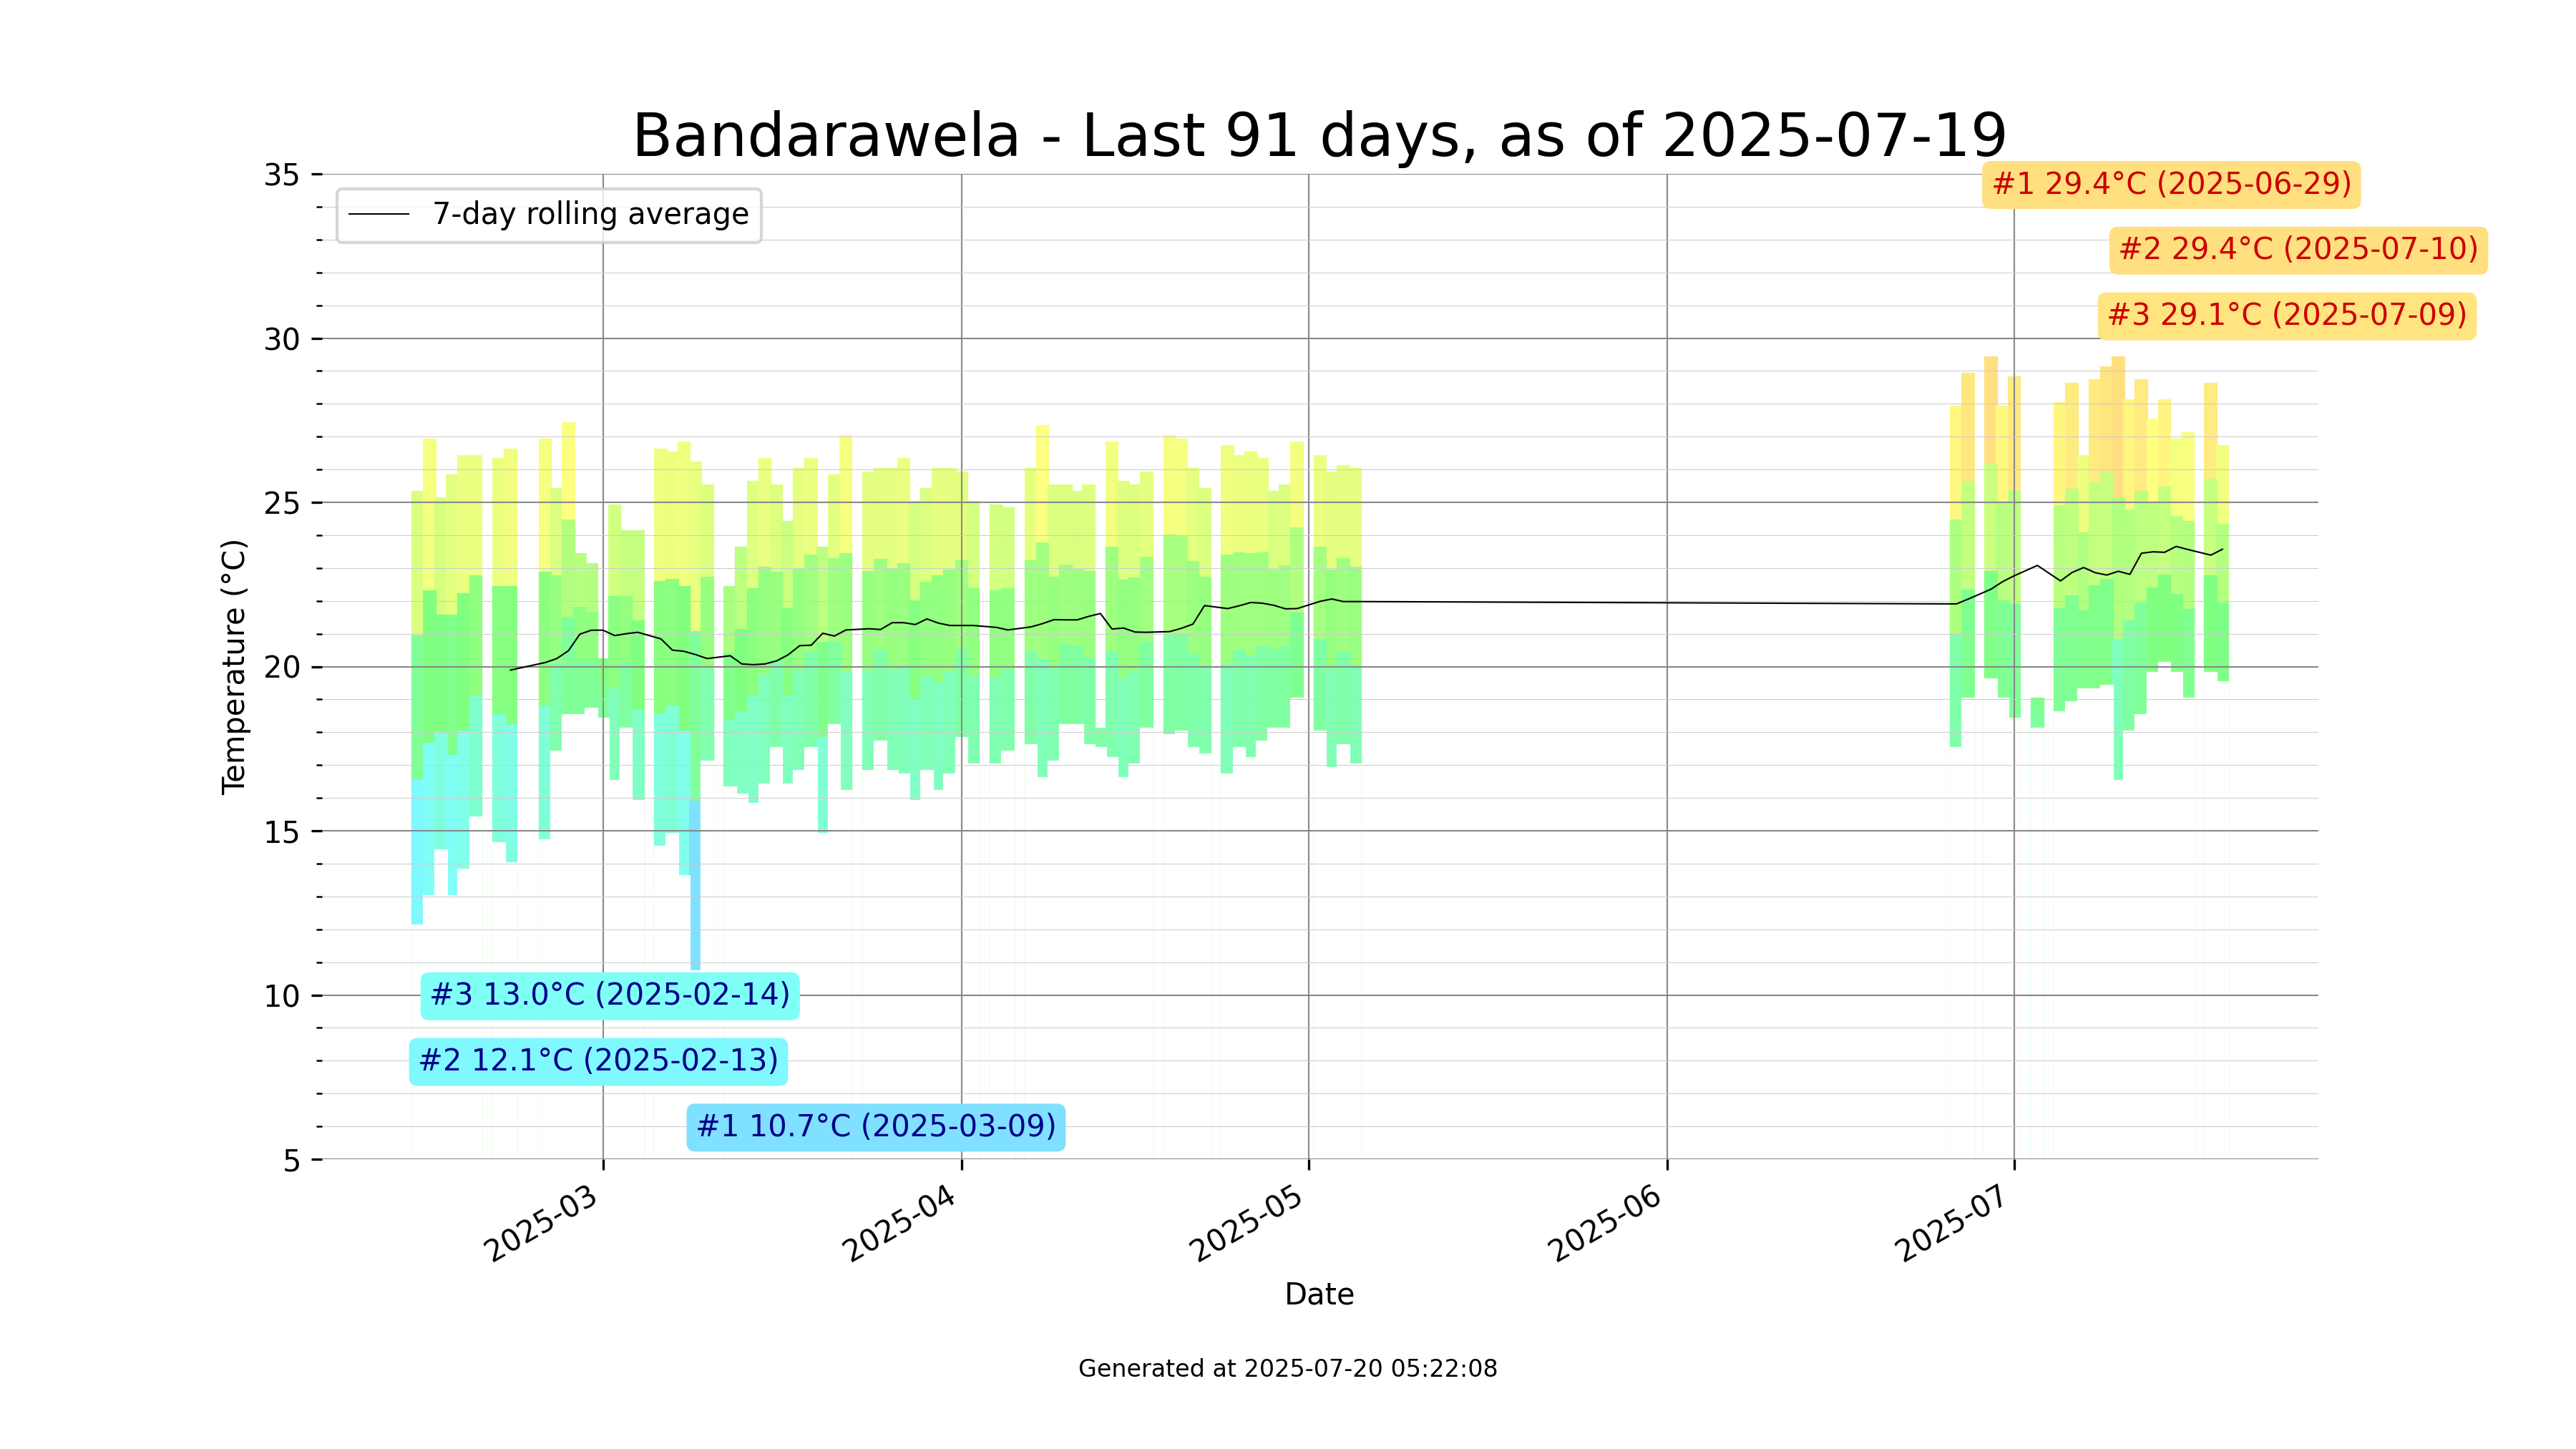 Bandarawela - Last 91 days, as of 2025-07-19
7-day rolling average
#1 29.4°C (2025-06-29)
#2 29.4°C (2025-07-10)
#3 29.1°C (2025-07-09)
35
30
25
20
15
10
5
Temperature (°C)
#3 13.0°C (2025-02-14)
#2 12.1°C (2025-02-13)
#1 10.7°C (2025-03-09)
2025-03
2025-04
2025-05
2025-06
2025-07
Date
Generated at 2025-07-20 05:22:08